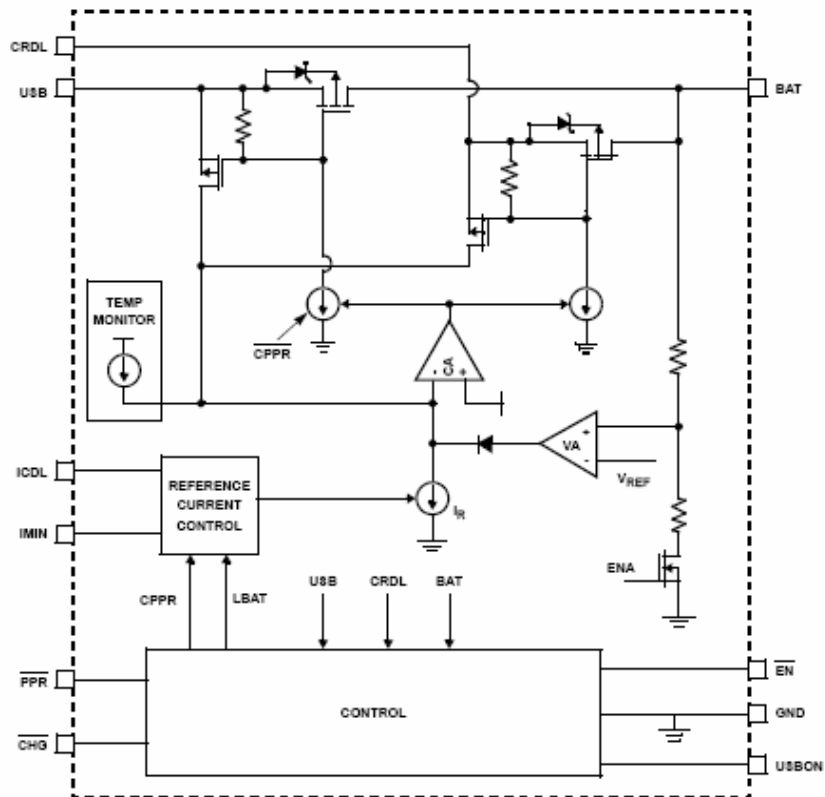 CRDL
USB
BAT
TEMP
MONITOR
CPPR
CA
- +
VA
+
-
VREF
ICDL
IMIN
REFERENCE
CURRENT
CONTROL
IR
ENA
CPPR
LBAT
USB
CRDL
BAT
PPR
CHG
CONTROL
EN
GND
USBON